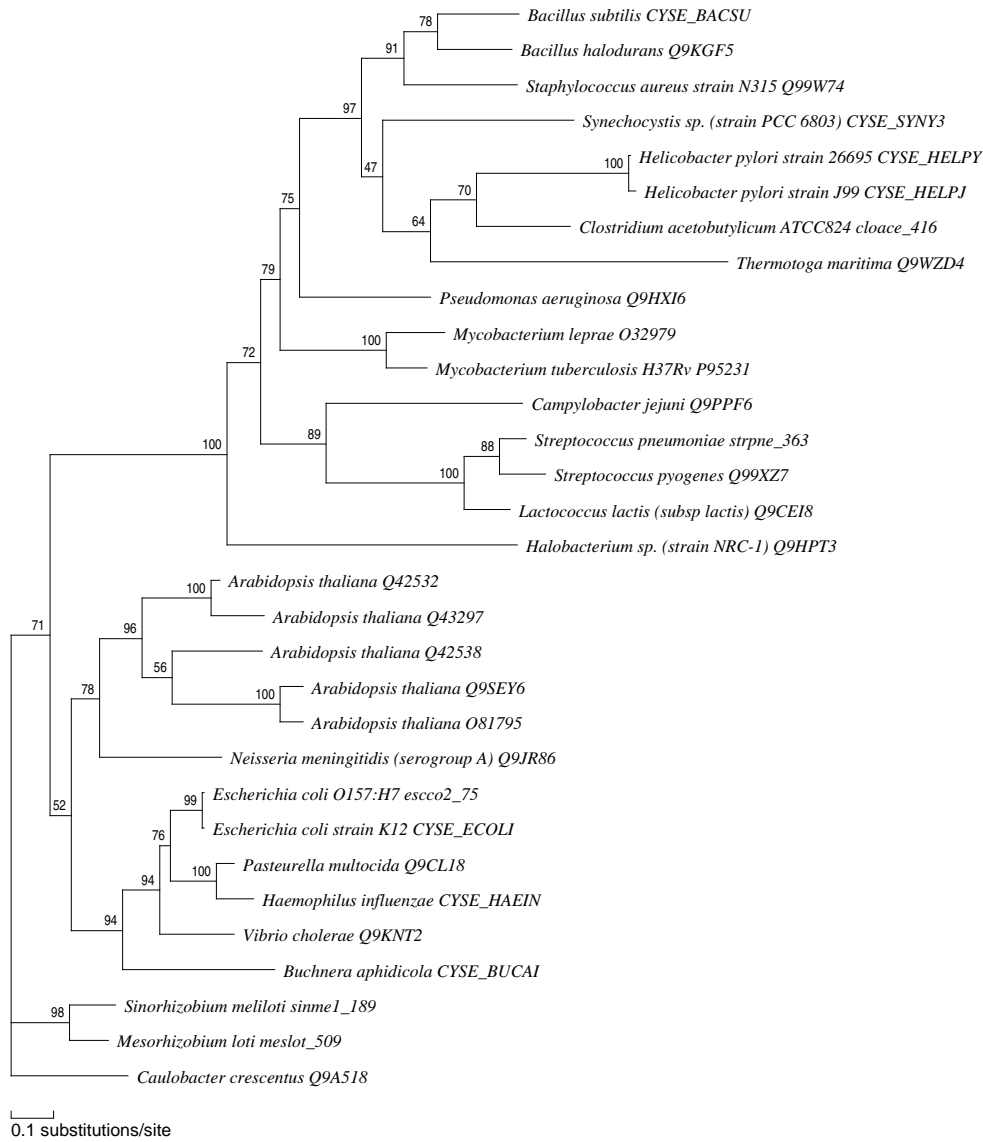 78
Bacillus subtilis CYSE_BACSU
91
Bacillus halodurans Q9KGF5
Staphylococcus aureus strain N315 Q99W74
97
Synechocystis sp. (strain PCC 6803) CYSE_SYNY3
47
100
Helicobacter pylori strain 26695 CYSE_HELPY
70
Helicobacter pylori strain J99 CYSE_HELPJ
75
64
Clostridium acetobutylicum ATCC824 cloace_416
Thermotoga maritima Q9WZD4
79
Pseudomonas aeruginosa Q9HXI6
Mycobacterium leprae O32979
100
72
Mycobacterium tuberculosis H37Rv P95231
Campylobacter jejuni Q9PPF6
89
88
Streptococcus pneumoniae strpne_363
100
100
Streptococcus pyogenes Q99XZ7
Lactococcus lactis (subsp lactis) Q9CEI8
Halobacterium sp. (strain NRC-1) Q9HPT3
100
Arabidopsis thaliana Q42532
71
96
Arabidopsis thaliana Q43297
56
Arabidopsis thaliana Q42538
78
100
Arabidopsis thaliana Q9SEY6
Arabidopsis thaliana O81795
Neisseria meningitidis (serogroup A) Q9JR86
52
99
Escherichia coli O157:H7 escco2_75
76
Escherichia coli strain K12 CYSE_ECOLI
100
Pasteurella multocida Q9CL18
94
Haemophilus influenzae CYSE_HAEIN
94
Vibrio cholerae Q9KNT2
Buchnera aphidicola CYSE_BUCAI
98
Sinorhizobium meliloti sinme1_189
Mesorhizobium loti meslot_509
Caulobacter crescentus Q9A518
0.1 substitutions/site